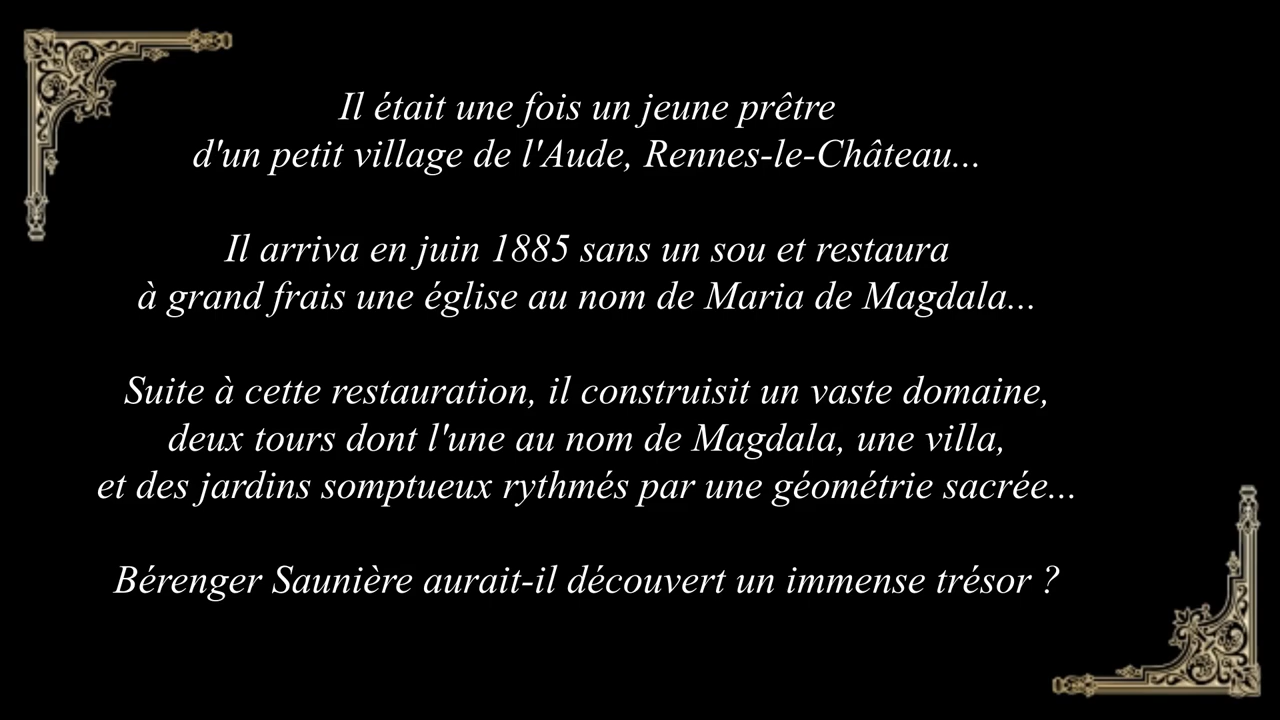 Il était une fois un jeune prêtre
d'un petit village de l'Aude, Rennes-le-Château...
Il arriva en juin 1885 sans un sou et restaura
à grand frais une église au nom de Maria de Magdala...
Suite à cette restauration, il construisit un vaste domaine,
deux tours dont l'une au nom de Magdala, une villa,
et des jardins somptueux rythmés par une géométrie sacrée...
Bérenger Saunière aurait-il découvert un immense trésor ?